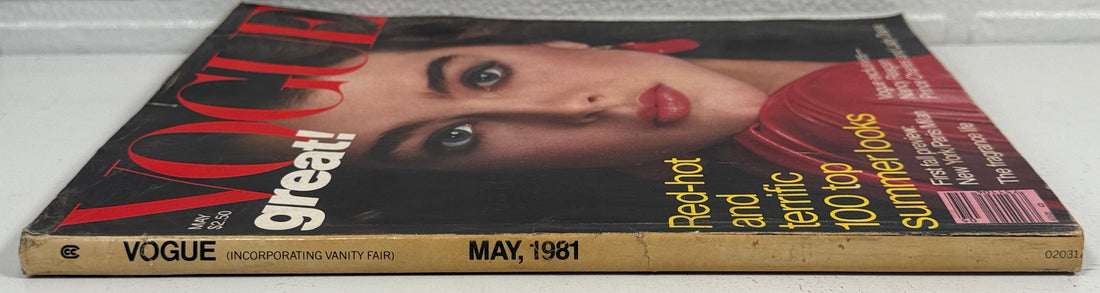 VOGUE
great!
MAY
$2.50
Red-hot
and
terrific
100 top
summer looks
First fall preview:
New York Paris Milan
The fragrance life
VOGUE (INCORPORATING VANITY FAIR) MAY, 1981 02031